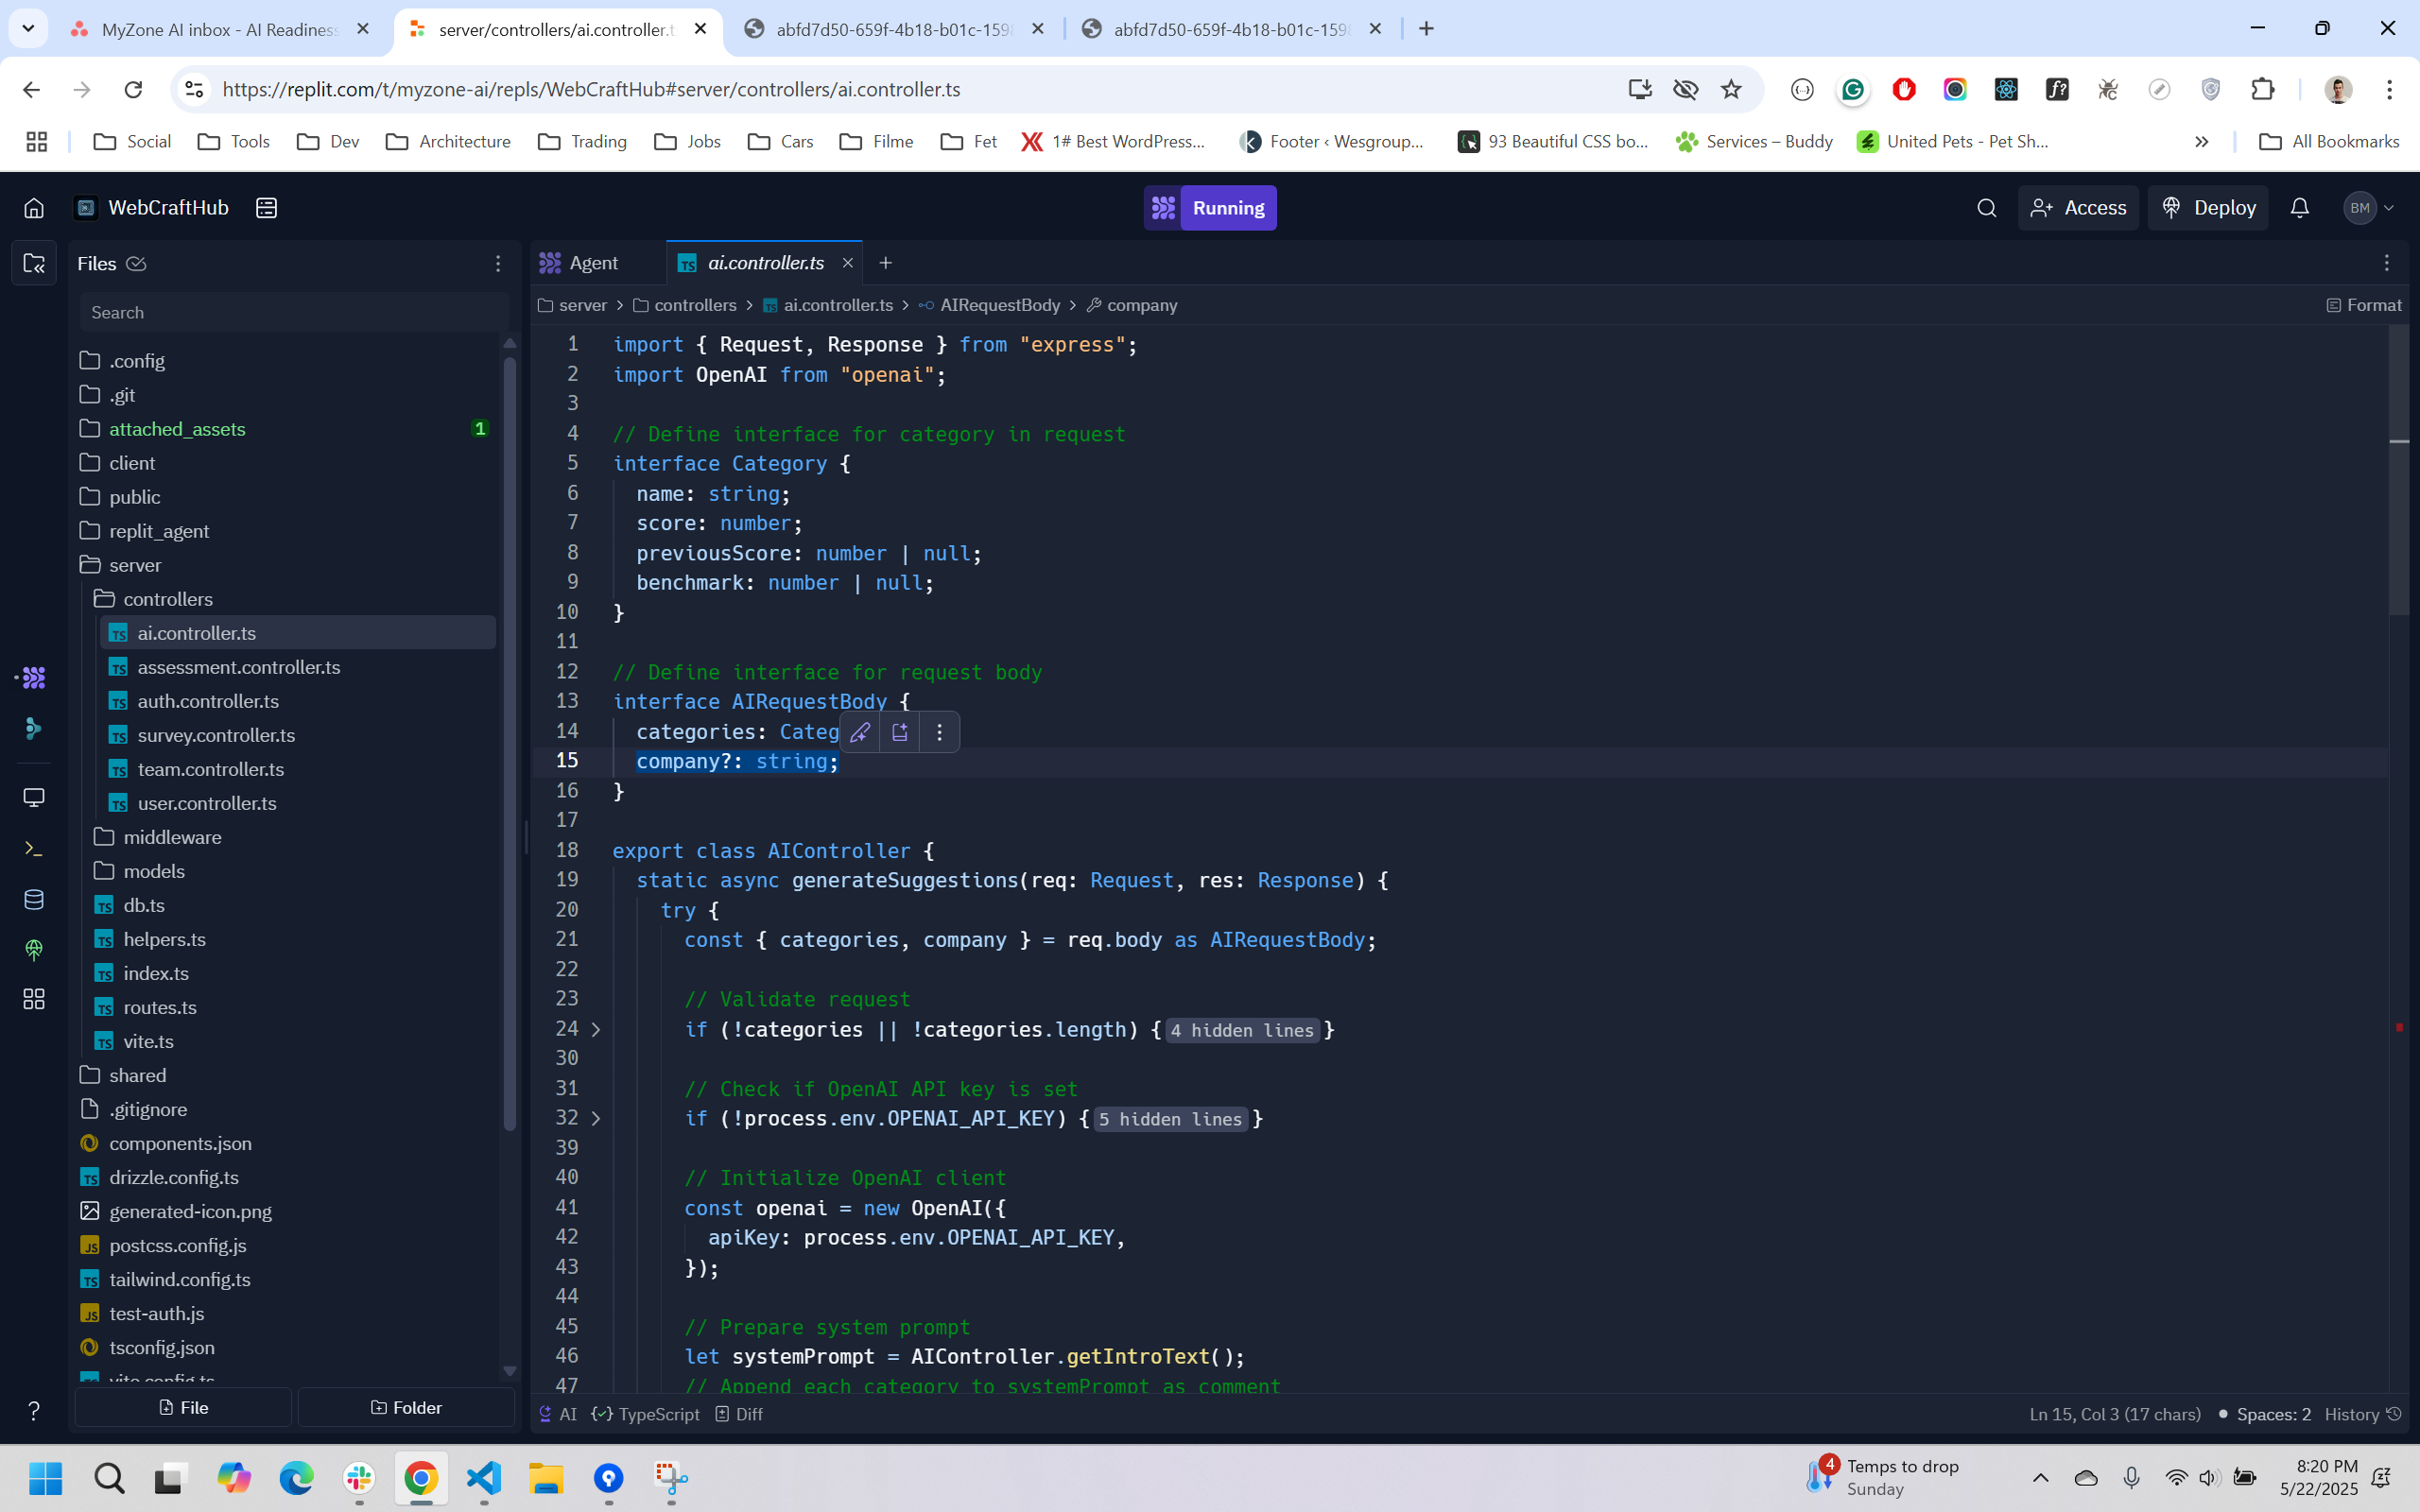 MyZone AI inbox - AI Readiness
server/controllers/ai.controller.t
abfd7d50-659f-4b18-b01c-159
abfd7d50-659f-4b18-b01c-159
https://replit.com/t/myzone-ai/repls/WebCraftHub#server/controllers/ai.controller.ts
Social
Tools
Dev
Architecture
Trading
Jobs
Cars
Filme
Fet
1# Best WordPress...
Footer ‹ Wesgroup...
93 Beautiful CSS bo...
Services – Buddy
United Pets - Pet Sh...
All Bookmarks
WebCraftHub
Running
Access
Deploy
BM
Files
Search
.config
.git
attached_assets 1
client
public
replit_agent
server
controllers
ai.controller.ts
assessment.controller.ts
auth.controller.ts
survey.controller.ts
team.controller.ts
user.controller.ts
middleware
models
db.ts
helpers.ts
index.ts
routes.ts
vite.ts
shared
.gitignore
components.json
drizzle.config.ts
generated-icon.png
postcss.config.js
tailwind.config.ts
test-auth.js
tsconfig.json
vite.config.ts
File
Folder
Agent
ai.controller.ts
server > controllers > ai.controller.ts > AIRequestBody > company
Format
1 import { Request, Response } from "express";
2 import OpenAI from "openai";
3
4 // Define interface for category in request
5 interface Category {
6 name: string;
7 score: number;
8 previousScore: number | null;
9 benchmark: number | null;
10 }
11
12 // Define interface for request body
13 interface AIRequestBody {
14 categories: Categ
15 company?: string;
16 }
17
18 export class AIController {
19 static async generateSuggestions(req: Request, res: Response) {
20 try {
21 const { categories, company } = req.body as AIRequestBody;
22
23 // Validate request
24 if (!categories || !categories.length) { 4 hidden lines }
30
31 // Check if OpenAI API key is set
32 if (!process.env.OPENAI_API_KEY) { 5 hidden lines }
39
40 // Initialize OpenAI client
41 const openai = new OpenAI({
42 apiKey: process.env.OPENAI_API_KEY,
43 });
44
45 // Prepare system prompt
46 let systemPrompt = AIController.getIntroText();
47 // Append each category to systemPrompt as comment
AI
TypeScript
Diff
Ln 15, Col 3 (17 chars)
Spaces: 2
History
4
Temps to drop
Sunday
8:20 PM
5/22/2025